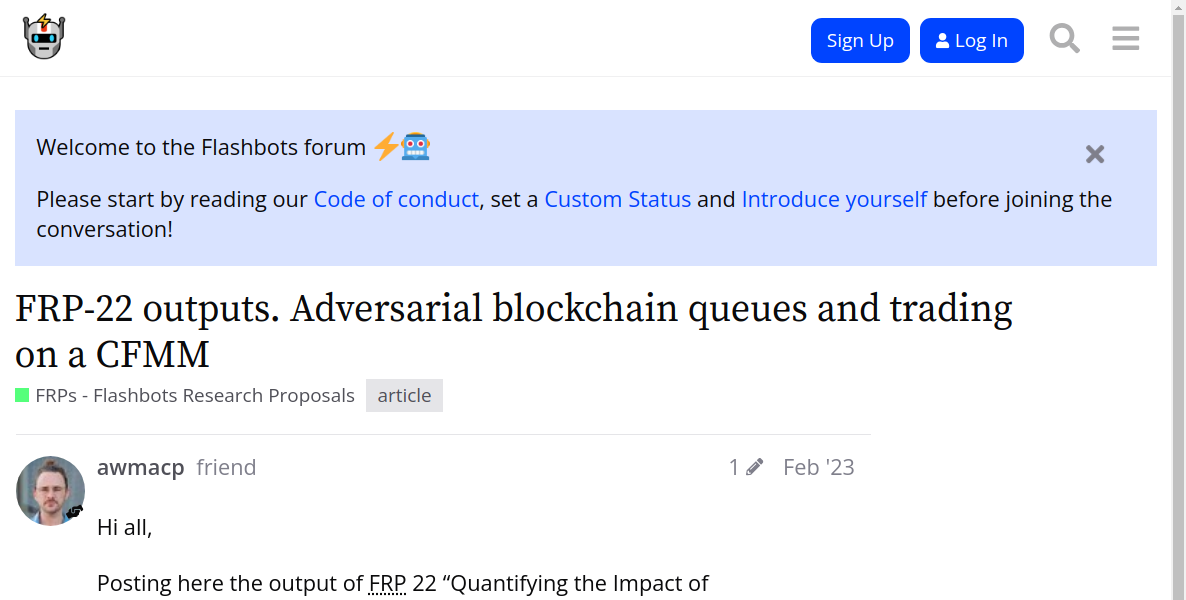 Sign Up
Log In
Welcome to the Flashbots forum ⚡🤖
Please start by reading our Code of conduct, set a Custom Status and Introduce yourself before joining the
conversation!
FRP-22 outputs. Adversarial blockchain queues and trading
on a CFMM
FRPs - Flashbots Research Proposals article
awmacp friend 1 Feb '23
Hi all,
Posting here the output of FRP 22 “Quantifying the Impact of